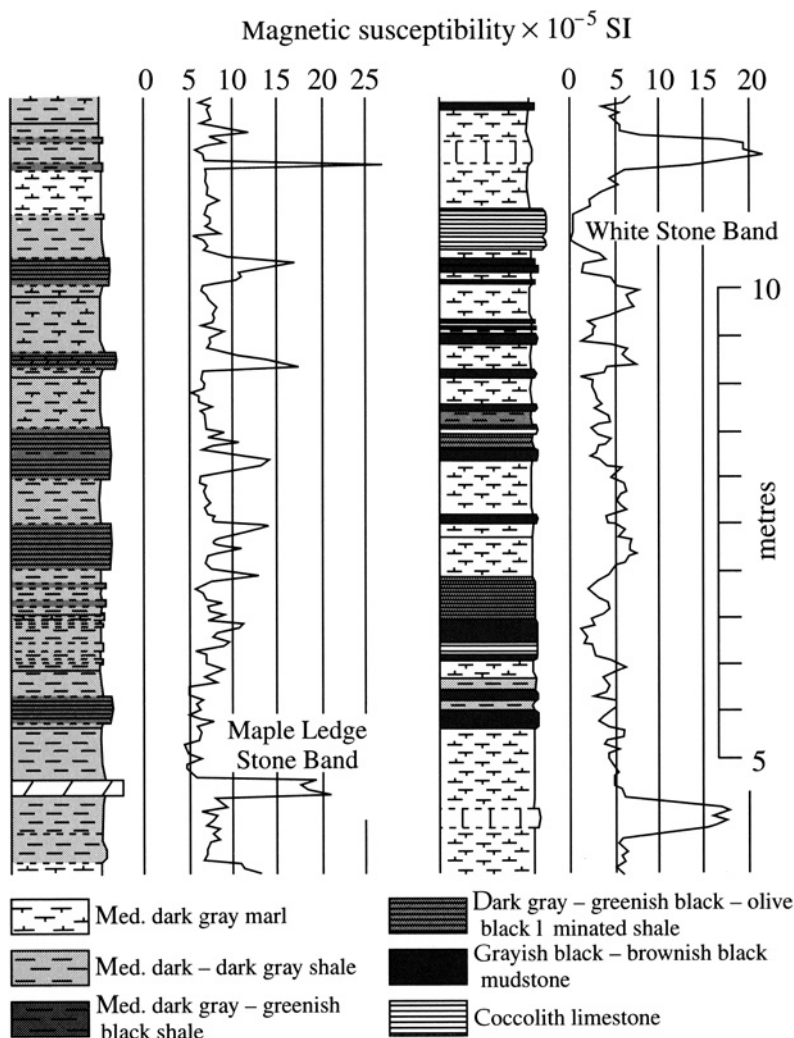 Magnetic susceptibility × 10⁻⁵ SI
0 5 10 15 20 25
0 5 10 15 20
White Stone Band
10
metres
5
Maple Ledge
Stone Band
Med. dark gray marl
Med. dark – dark gray shale
Med. dark gray – greenish
black shale
Dark gray – greenish black – olive
black 1 minated shale
Grayish black – brownish black
mudstone
Coccolith limestone